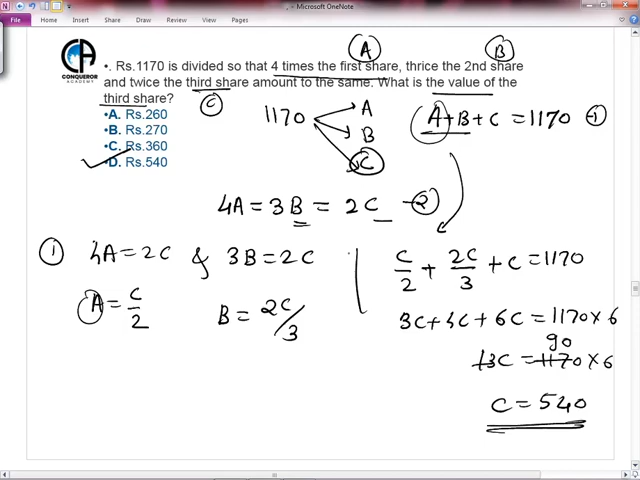 - Microsoft OneNote
File Home Insert Share Draw Review View
A B
CONQUEROR
ACADEMY
•. Rs.1170 is divided so that 4 times the first share, thrice the 2nd share
and twice the third share amount to the same. What is the value of the
third share?
C
•A. Rs.260
•B. Rs.270
•C. Rs.360
•D. Rs.540
1170
A
B
C
A+B+C=1170 -1
4A=3B=2C -2
1 4A=2C & 3B=2C
A=C/2 B=2C/3
C/2 + 2C/3 + C=1170
3C+4C+6C=1170×6
90
13C=1170×6
C=540